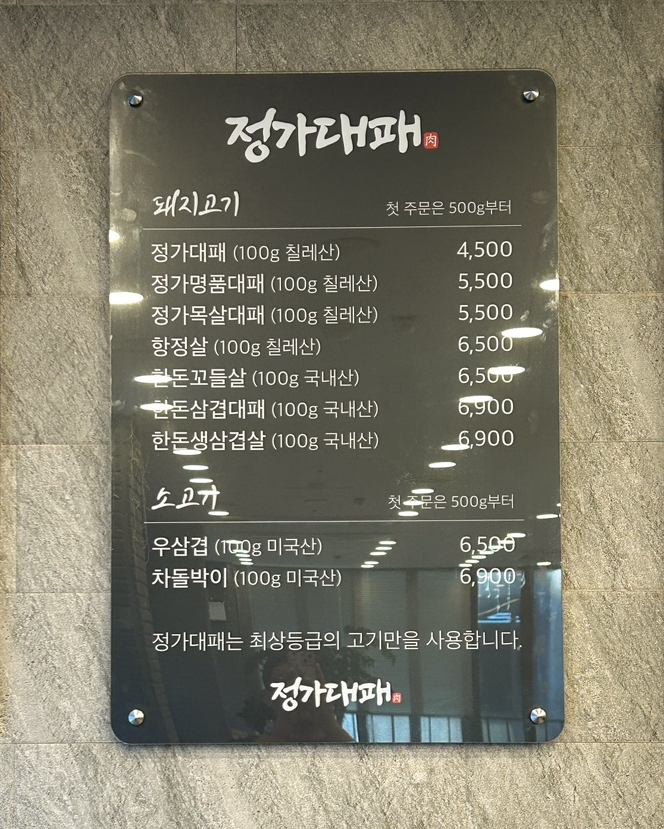 정가대패 肉
돼지고기 첫 주문은 500g부터
정가대패 (100g 칠레산) 4,500
정가명품대패 (100g 칠레산) 5,500
정가목살대패 (100g 칠레산) 5,500
항정살 (100g 칠레산) 6,500
한돈꼬들살 (100g 국내산) 6,500
한돈삼겹대패 (100g 국내산) 6,900
한돈생삼겹살 (100g 국내산) 6,900
소고기 첫 주문은 500g부터
우삼겹 (100g 미국산) 6,500
차돌박이 (100g 미국산) 6,900
정가대패는 최상등급의 고기만을 사용합니다.
정가대패 肉